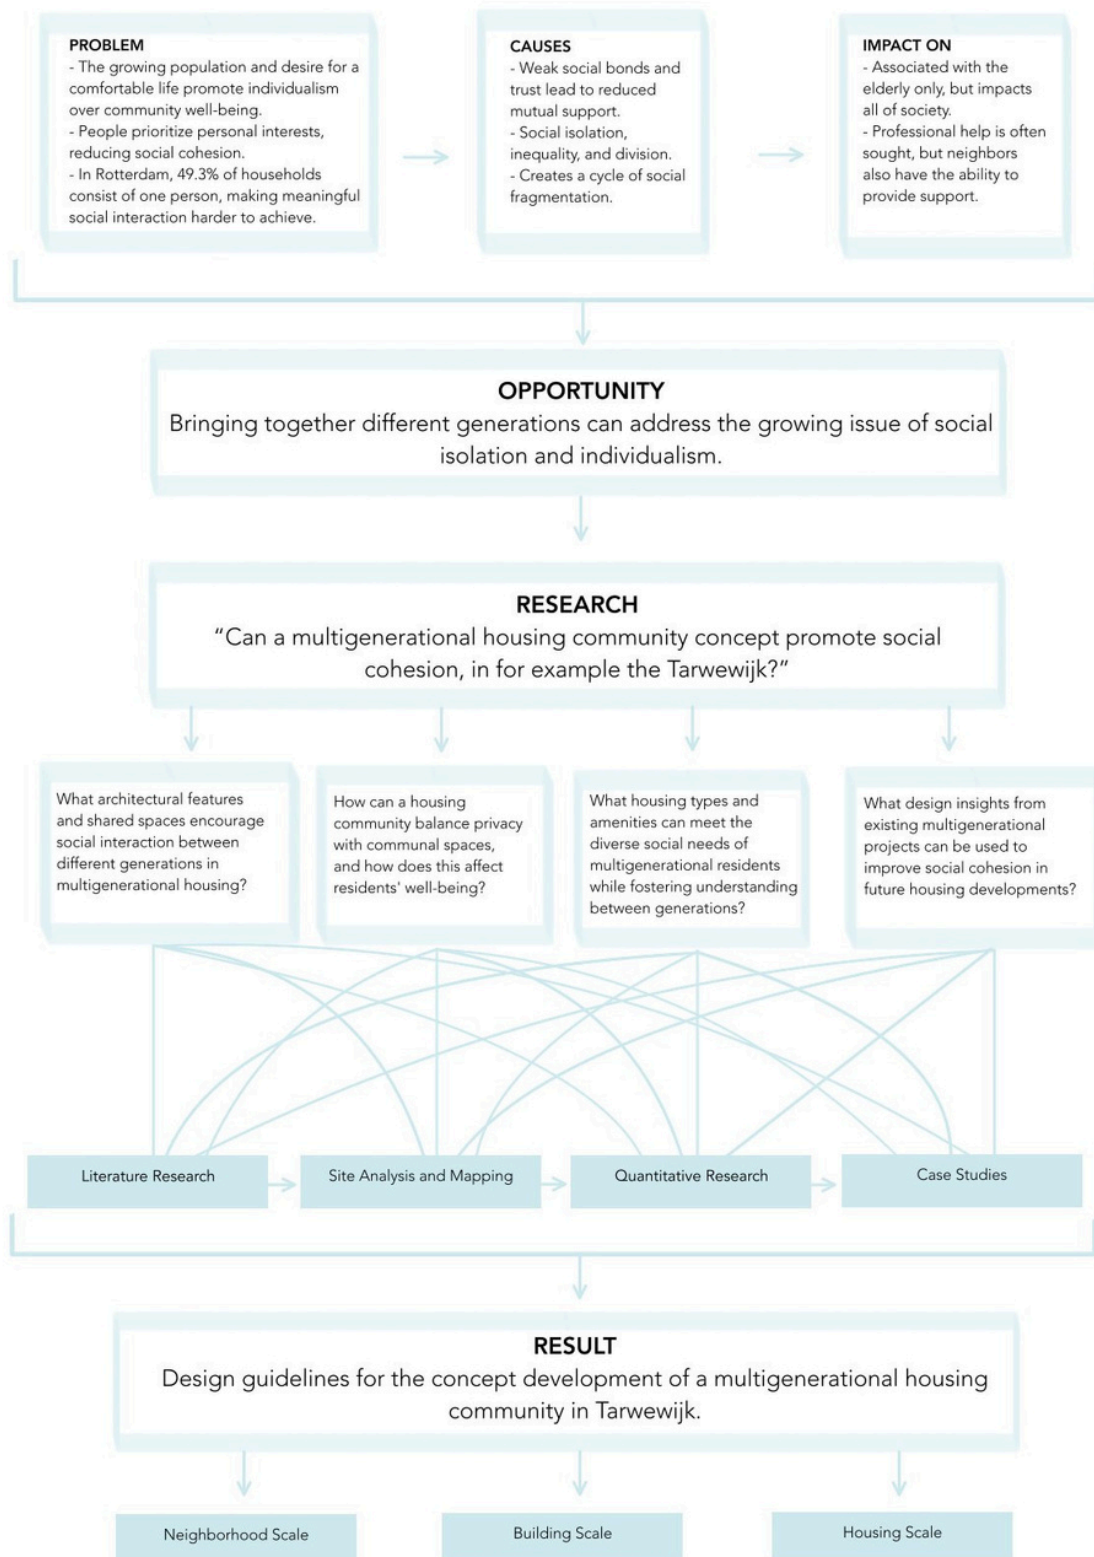 PROBLEM
- The growing population and desire for a
comfortable life promote individualism
over community well-being.
- People prioritize personal interests,
reducing social cohesion.
- In Rotterdam, 49.3% of households
consist of one person, making meaningful
social interaction harder to achieve.
CAUSES
- Weak social bonds and
trust lead to reduced
mutual support.
- Social isolation,
inequality, and division.
- Creates a cycle of social
fragmentation.
IMPACT ON
- Associated with the
elderly only, but impacts
all of society.
- Professional help is often
sought, but neighbors
also have the ability to
provide support.
OPPORTUNITY
Bringing together different generations can address the growing issue of social
isolation and individualism.
RESEARCH
“Can a multigenerational housing community concept promote social
cohesion, in for example the Tarwewijk?”
What architectural features
and shared spaces encourage
social interaction between
different generations in
multigenerational housing?
How can a housing
community balance privacy
with communal spaces,
and how does this affect
residents' well-being?
What housing types and
amenities can meet the
diverse social needs of
multigenerational residents
while fostering understanding
between generations?
What design insights from
existing multigenerational
projects can be used to
improve social cohesion in
future housing developments?
Literature Research
Site Analysis and Mapping
Quantitative Research
Case Studies
RESULT
Design guidelines for the concept development of a multigenerational housing
community in Tarwewijk.
Neighborhood Scale
Building Scale
Housing Scale